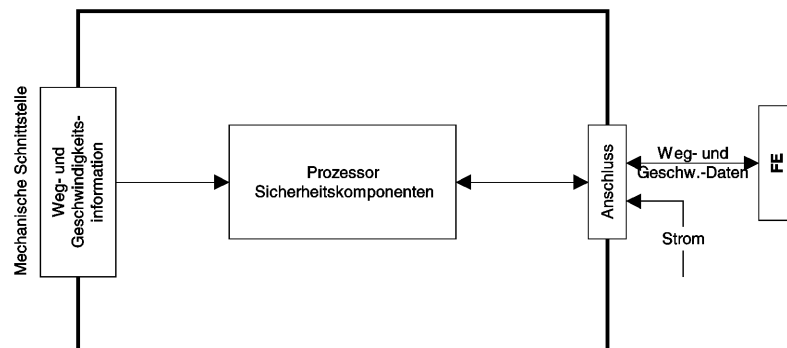 Mechanische Schnittstelle
Weg- und
Geschwindigkeits-
information
Prozessor
Sicherheitskomponenten
Anschluss
Weg- und
Geschw.-Daten
Strom
FE